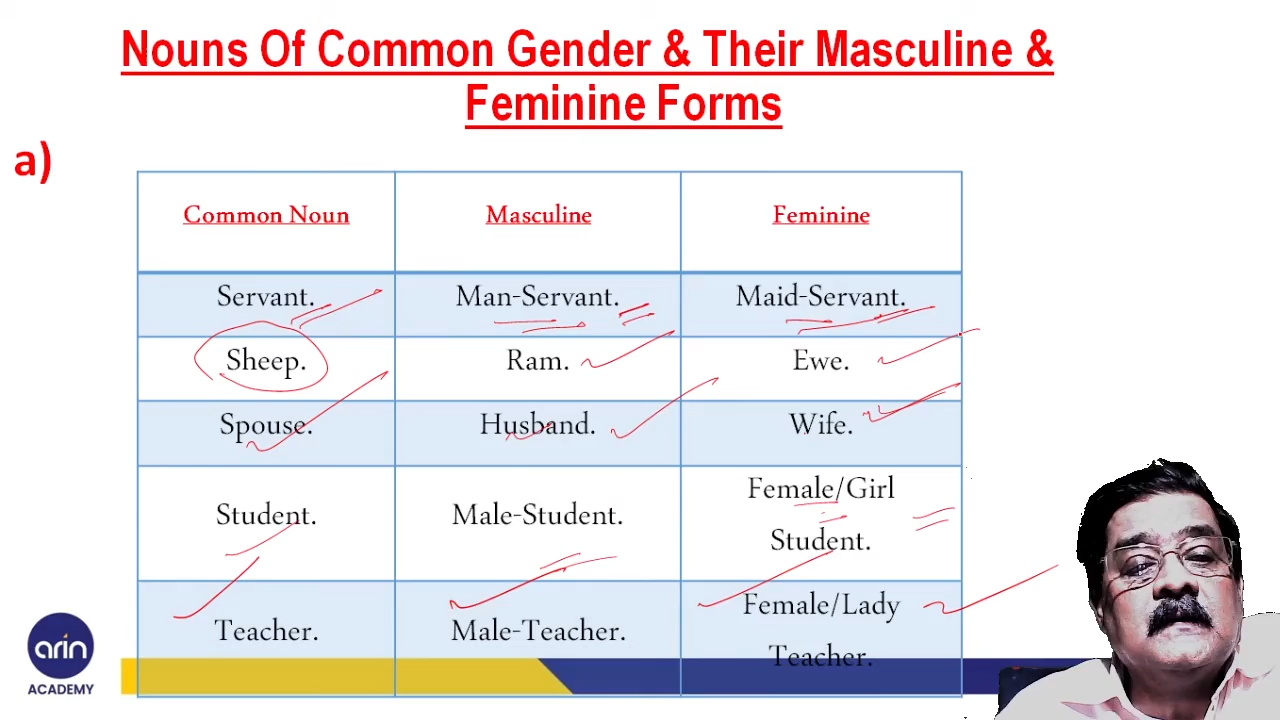 Nouns Of Common Gender & Their Masculine &
Feminine Forms
a)
Common Noun Masculine Feminine
Servant. Man-Servant. Maid-Servant.
Sheep. Ram. Ewe.
Spouse. Husband. Wife.
Student. Male-Student. Female/Girl
Student.
Teacher. Male-Teacher. Female/Lady
Teacher.
arin
ACADEMY